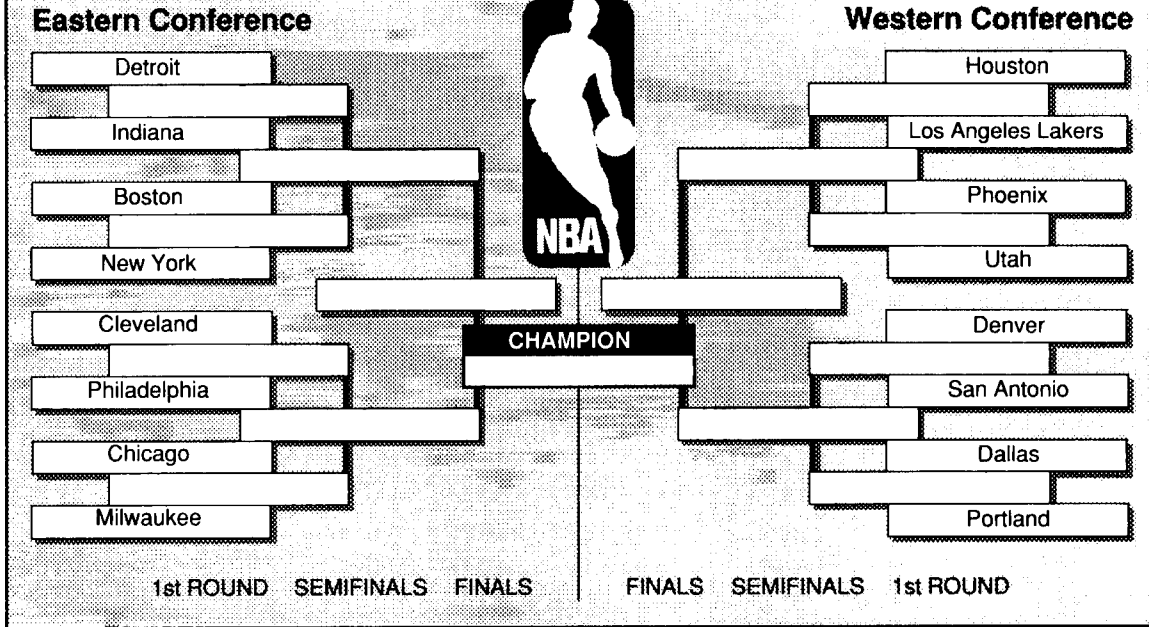 Eastern Conference
Detroit
Indiana
Boston
New York
Cleveland
Philadelphia
Chicago
Milwaukee
1st ROUND SEMIFINALS FINALS
NBA
CHAMPION
Western Conference
Houston
Los Angeles Lakers
Phoenix
Utah
Denver
San Antonio
Dallas
Portland
FINALS SEMIFINALS 1st ROUND